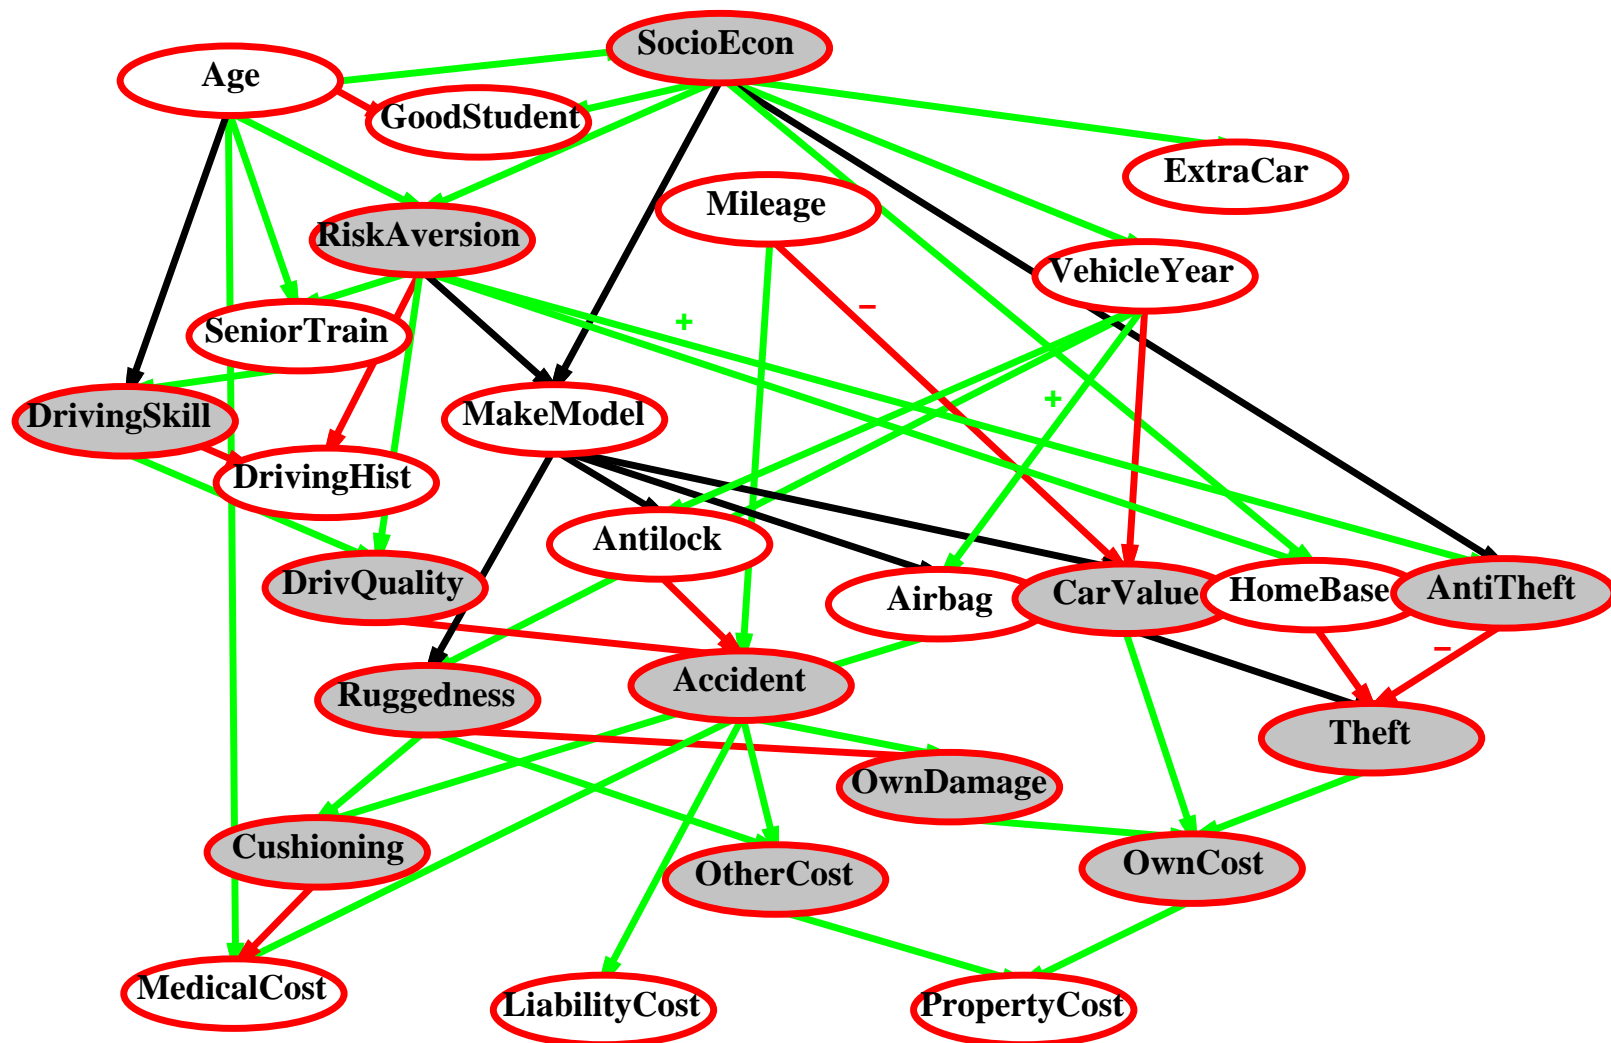 SocioEcon
Age
GoodStudent
ExtraCar
Mileage
RiskAversion
VehicleYear
−
+
SeniorTrain
+
MakeModel
DrivingSkill
DrivingHist
Antilock
DrivQuality
Airbag
CarValue
HomeBase
AntiTheft
−
Accident
Ruggedness
Theft
OwnDamage
Cushioning
OtherCost
OwnCost
MedicalCost
LiabilityCost
PropertyCost